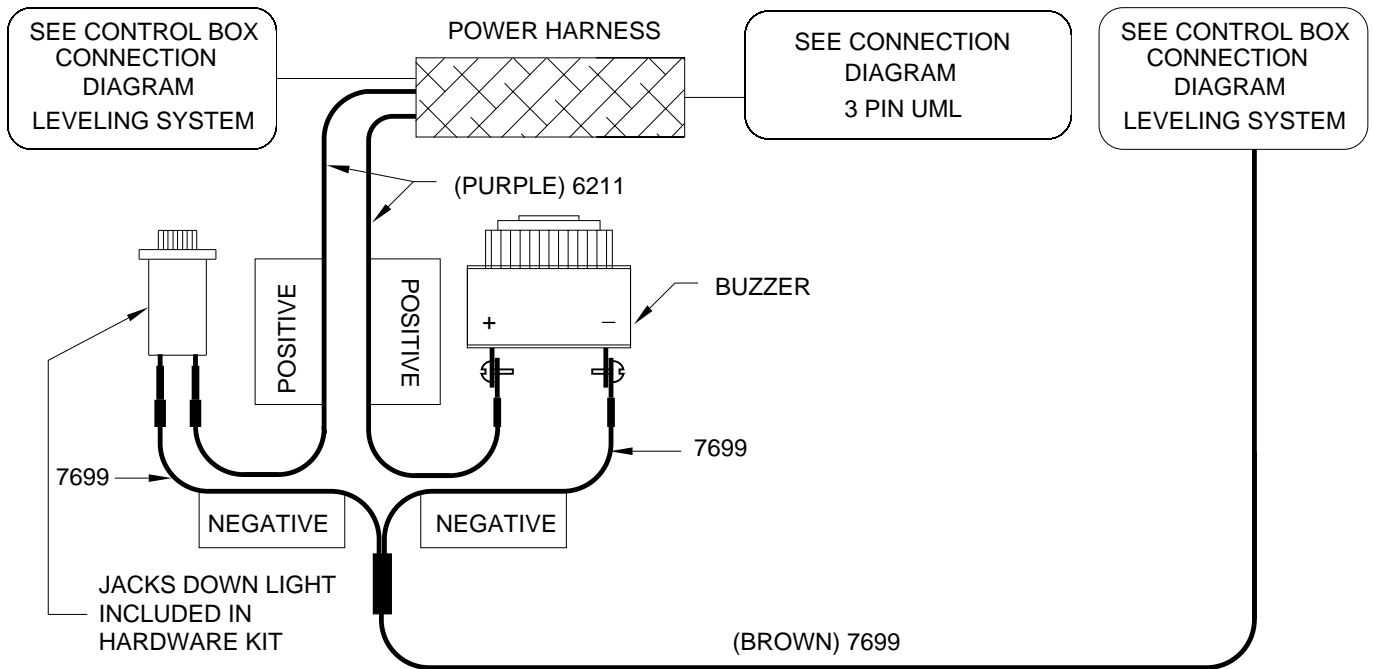 SEE CONTROL BOX
CONNECTION
DIAGRAM
LEVELING SYSTEM
POWER HARNESS
SEE CONNECTION
DIAGRAM
3 PIN UML
SEE CONTROL BOX
CONNECTION
DIAGRAM
LEVELING SYSTEM
(PURPLE) 6211
POSITIVE
POSITIVE
BUZZER
+
−
7699
7699
NEGATIVE
NEGATIVE
JACKS DOWN LIGHT
INCLUDED IN
HARDWARE KIT
(BROWN) 7699